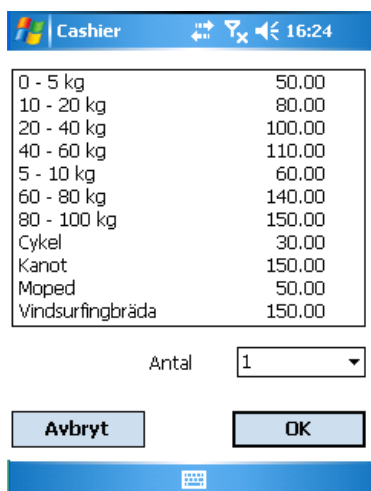 Cashier 16:24
0 - 5 kg 50.00
10 - 20 kg 80.00
20 - 40 kg 100.00
40 - 60 kg 110.00
5 - 10 kg 60.00
60 - 80 kg 140.00
80 - 100 kg 150.00
Cykel 30.00
Kanot 150.00
Moped 50.00
Vindsurfingbräda 150.00
Antal 1
Avbryt OK